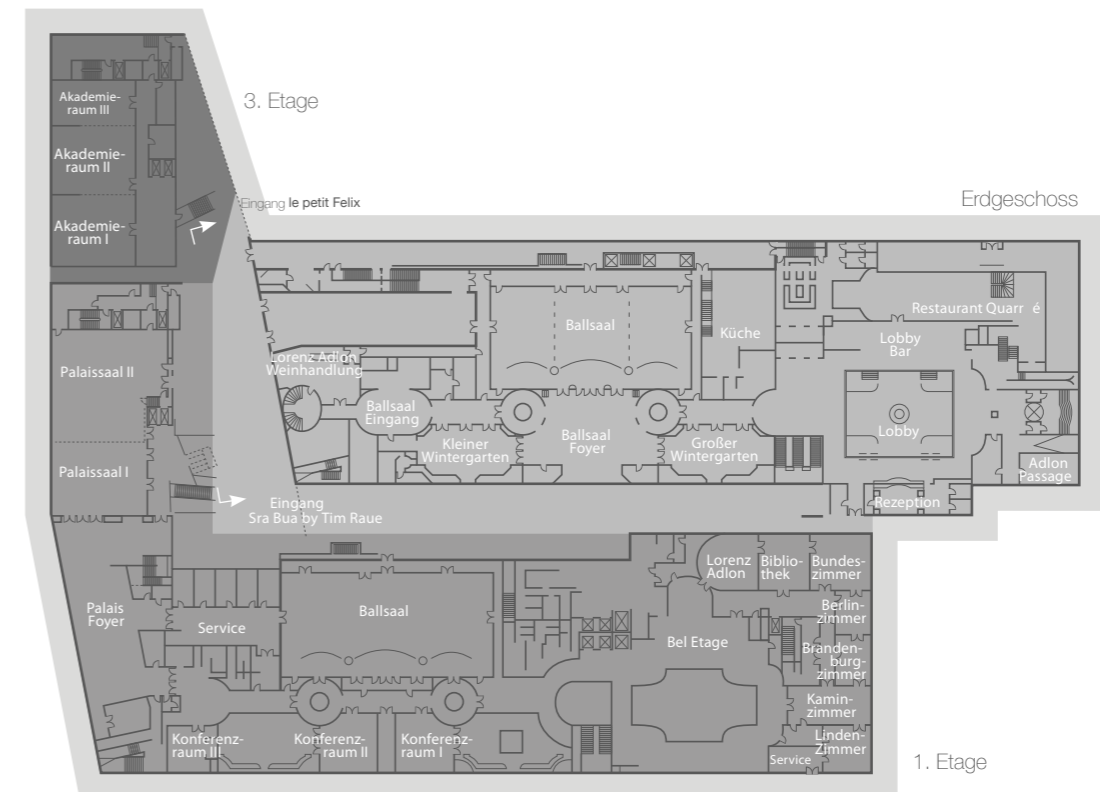 3. Etage
Akademie-
raum III
Akademie-
raum II
Akademie-
raum I
Eingang le petit Felix
Erdgeschoss
Restaurant Quarr é
Ballsaal
Küche
Lobby
Bar
Lorenz Adlon
Weinhandlung
Ballsaal
Eingang
Kleiner
Wintergarten
Ballsaal
Foyer
Großer
Wintergarten
Lobby
Adlon
Passage
Rezeption
Palaissaal II
Palaissaal I
Eingang
Sra Bua by Tim Raue
Palais
Foyer
Service
Ballsaal
Bel Etage
Lorenz
Adlon
Biblio-
thek
Bundes-
zimmer
Berlin-
zimmer
Branden-
burg-
zimmer
Kamin-
zimmer
Linden-
Zimmer
Service
Konferenz-
raum III
Konferenz-
raum II
Konferenz-
raum I
1. Etage